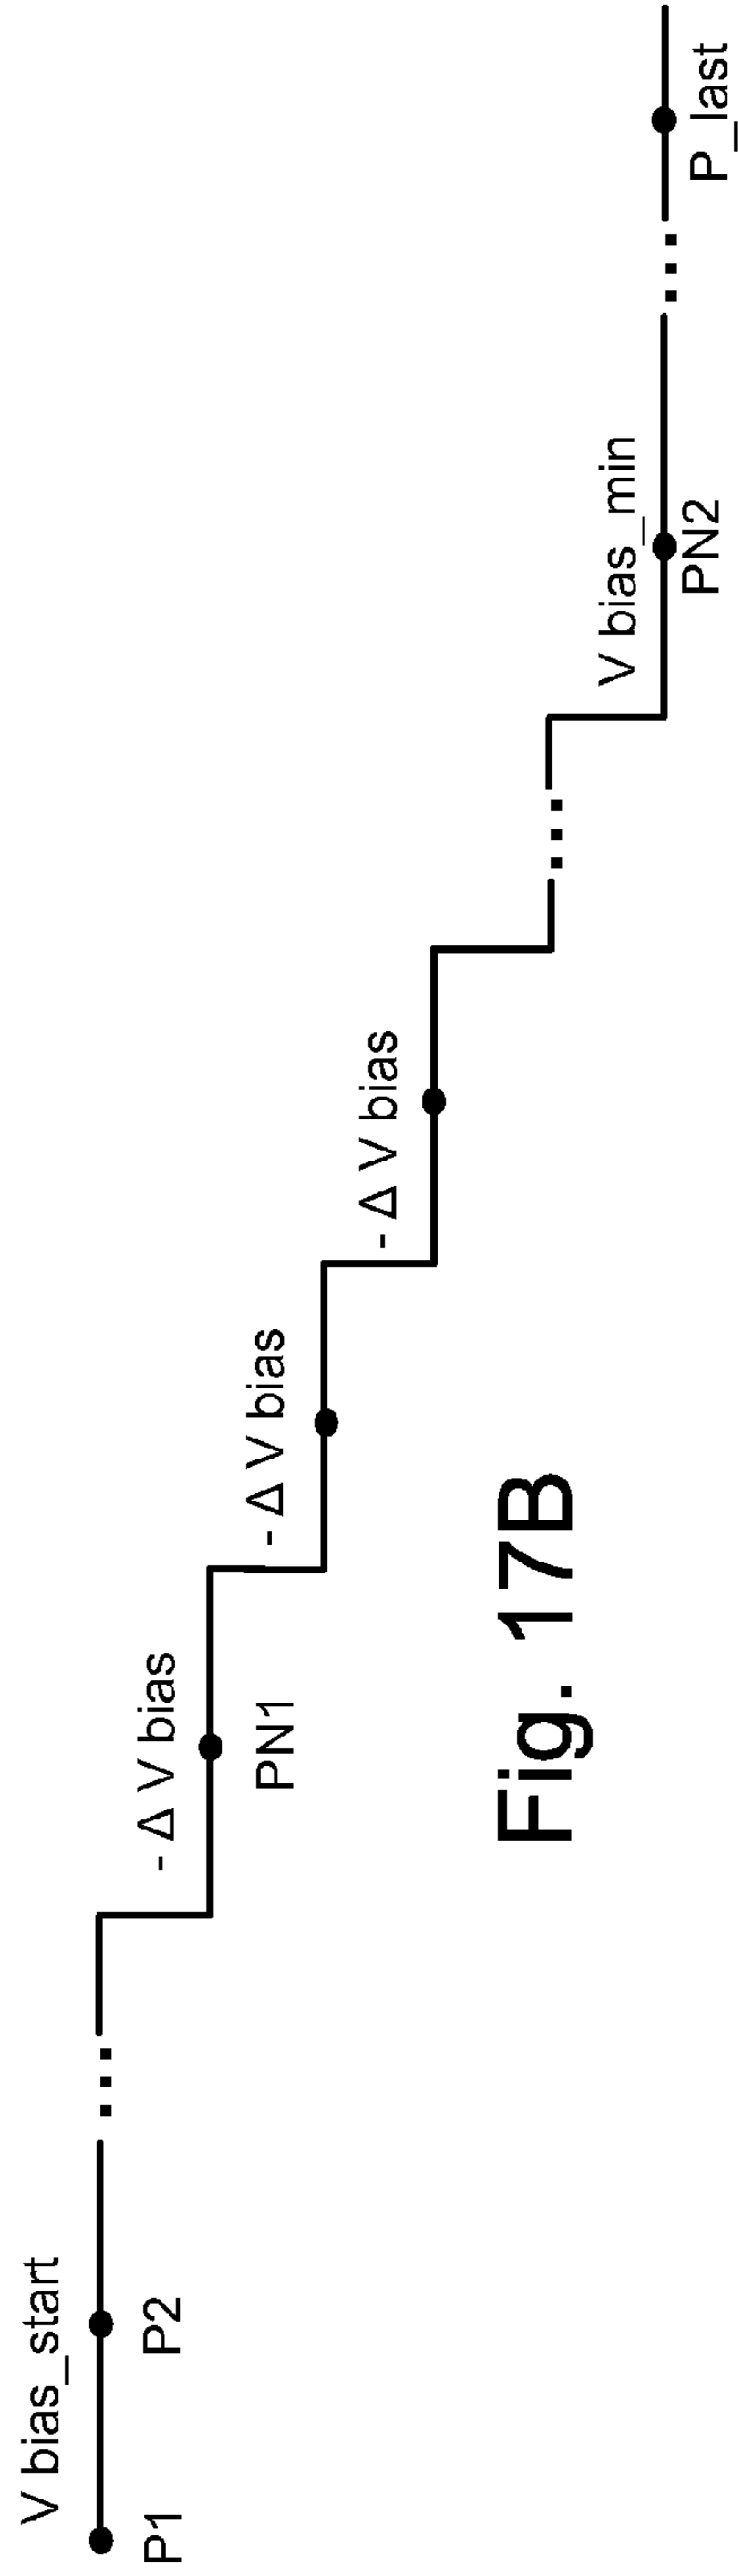 V bias_start
P1
P2
...
- Δ V bias
PN1
- Δ V bias
- Δ V bias
...
V bias_min
PN2
...
P_last
Fig. 17B